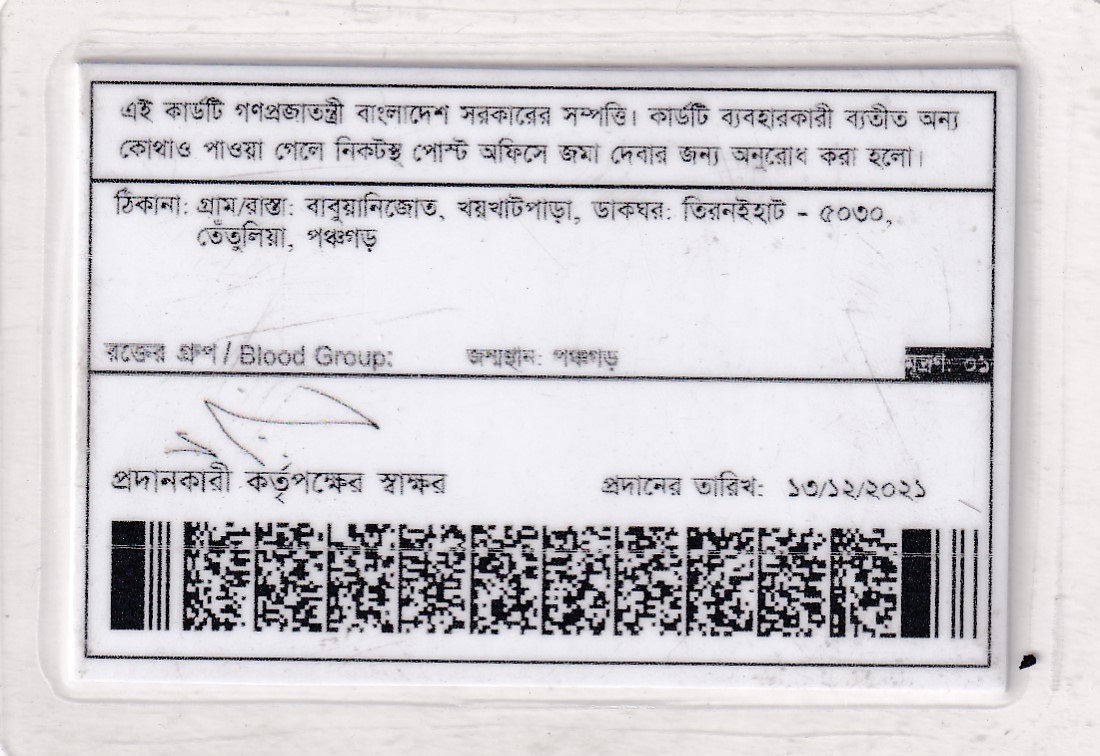 এই কার্ডটি গণপ্রজাতন্ত্রী বাংলাদেশ সরকারের সম্পত্তি। কার্ডটি ব্যবহারকারী ব্যতীত অন্য
কোথাও পাওয়া গেলে নিকটস্থ পোস্ট অফিসে জমা দেবার জন্য অনুরোধ করা হলো।
ঠিকানা: গ্রাম/রাস্তা: বাবুয়ানিজোত, খয়খাটপাড়া, ডাকঘর: তিরনইহাট - ৫০৩০,
তেঁতুলিয়া, পঞ্চগড়
রক্তের গ্রুপ / Blood Group: জন্মস্থান: পঞ্চগড় মুদ্রণ: ০১
প্রদানকারী কর্তৃপক্ষের স্বাক্ষর প্রদানের তারিখ: ১৩/১২/২০২১